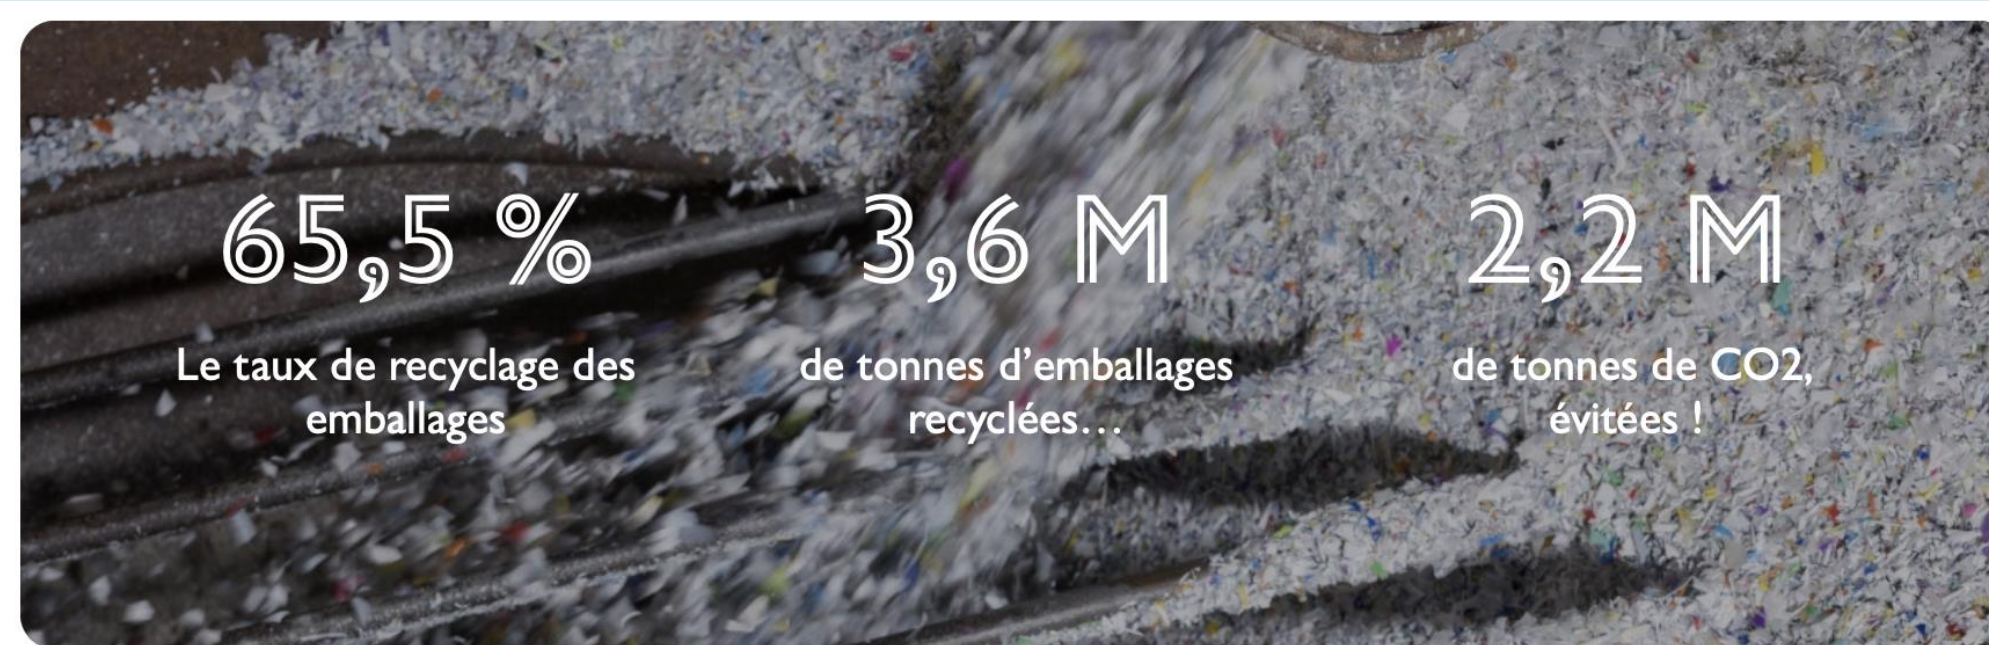 65,5 %
3,6 M
2,2 M
Le taux de recyclage des
emballages
de tonnes d’emballages
recyclées…
de tonnes de CO2,
évitées !